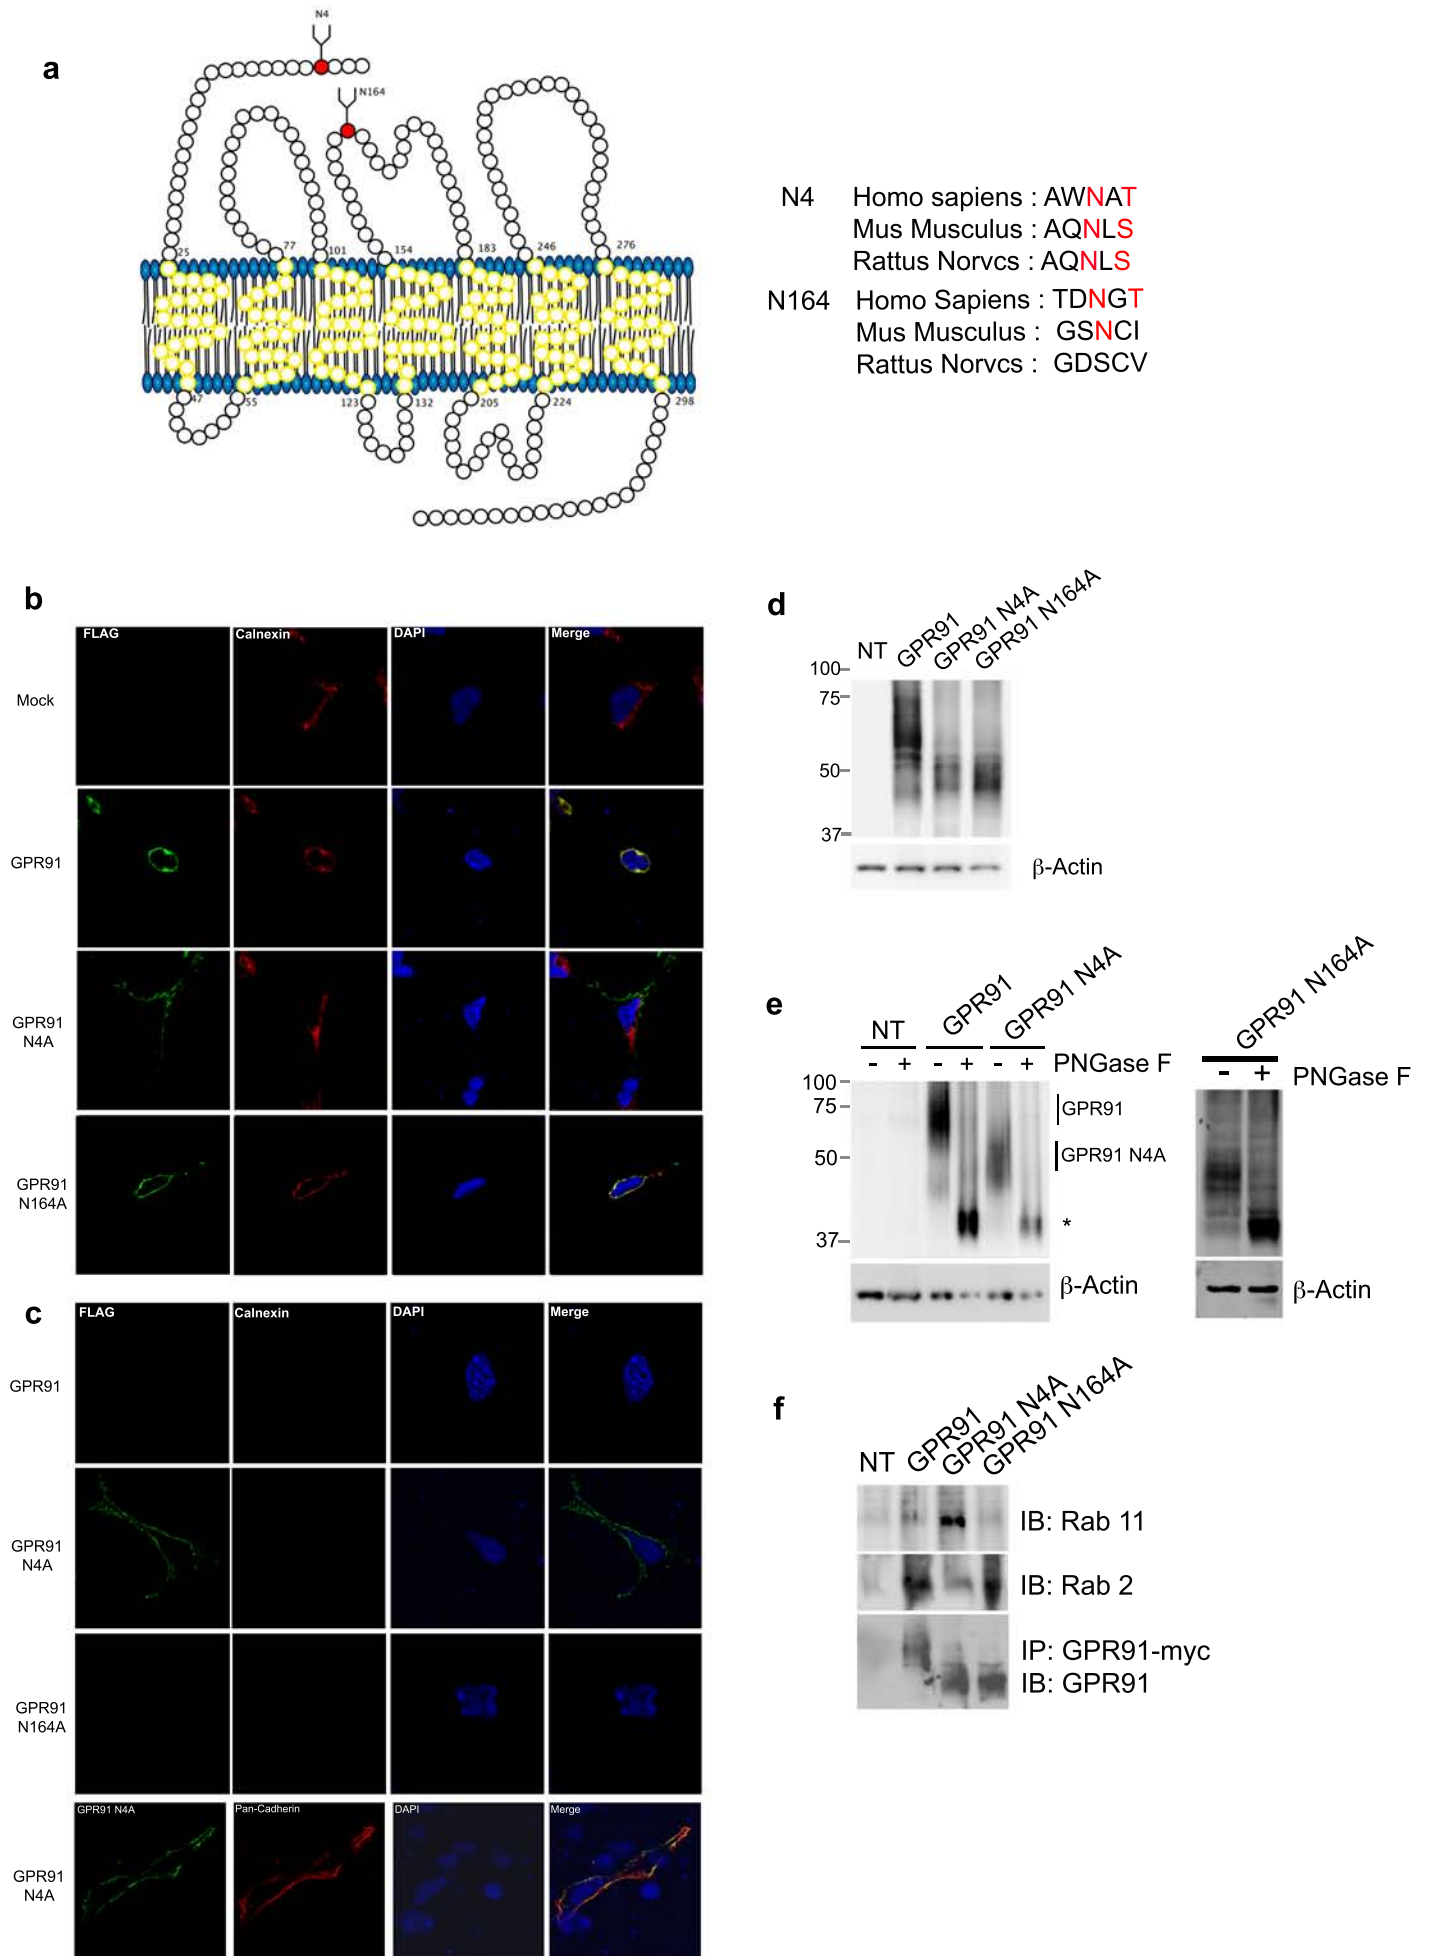 a
N4
N164
25
77
101
154
183
246
276
47
55
123
132
205
224
298
N4 Homo sapiens : AWNAT
Mus Musculus : AQNLS
Rattus Norvcs : AQNLS
N164 Homo Sapiens : TDNGT
Mus Musculus : GSNCI
Rattus Norvcs : GDSCV
b
FLAG Calnexin DAPI Merge
Mock
GPR91
GPR91
N4A
GPR91
N164A
c
FLAG Calnexin DAPI Merge
GPR91
GPR91
N4A
GPR91
N164A
GPR91 N4A Pan-Cadherin DAPI Merge
GPR91
N4A
d
NT GPR91 GPR91 N4A GPR91 N164A
100
75
50
37
β-Actin
e
NT GPR91 GPR91 N4A
- + - + - + PNGase F
100
75
50
37
GPR91
GPR91 N4A
*
β-Actin
GPR91 N164A
- + PNGase F
β-Actin
f
NT GPR91 GPR91 N4A GPR91 N164A
IB: Rab 11
IB: Rab 2
IP: GPR91-myc
IB: GPR91